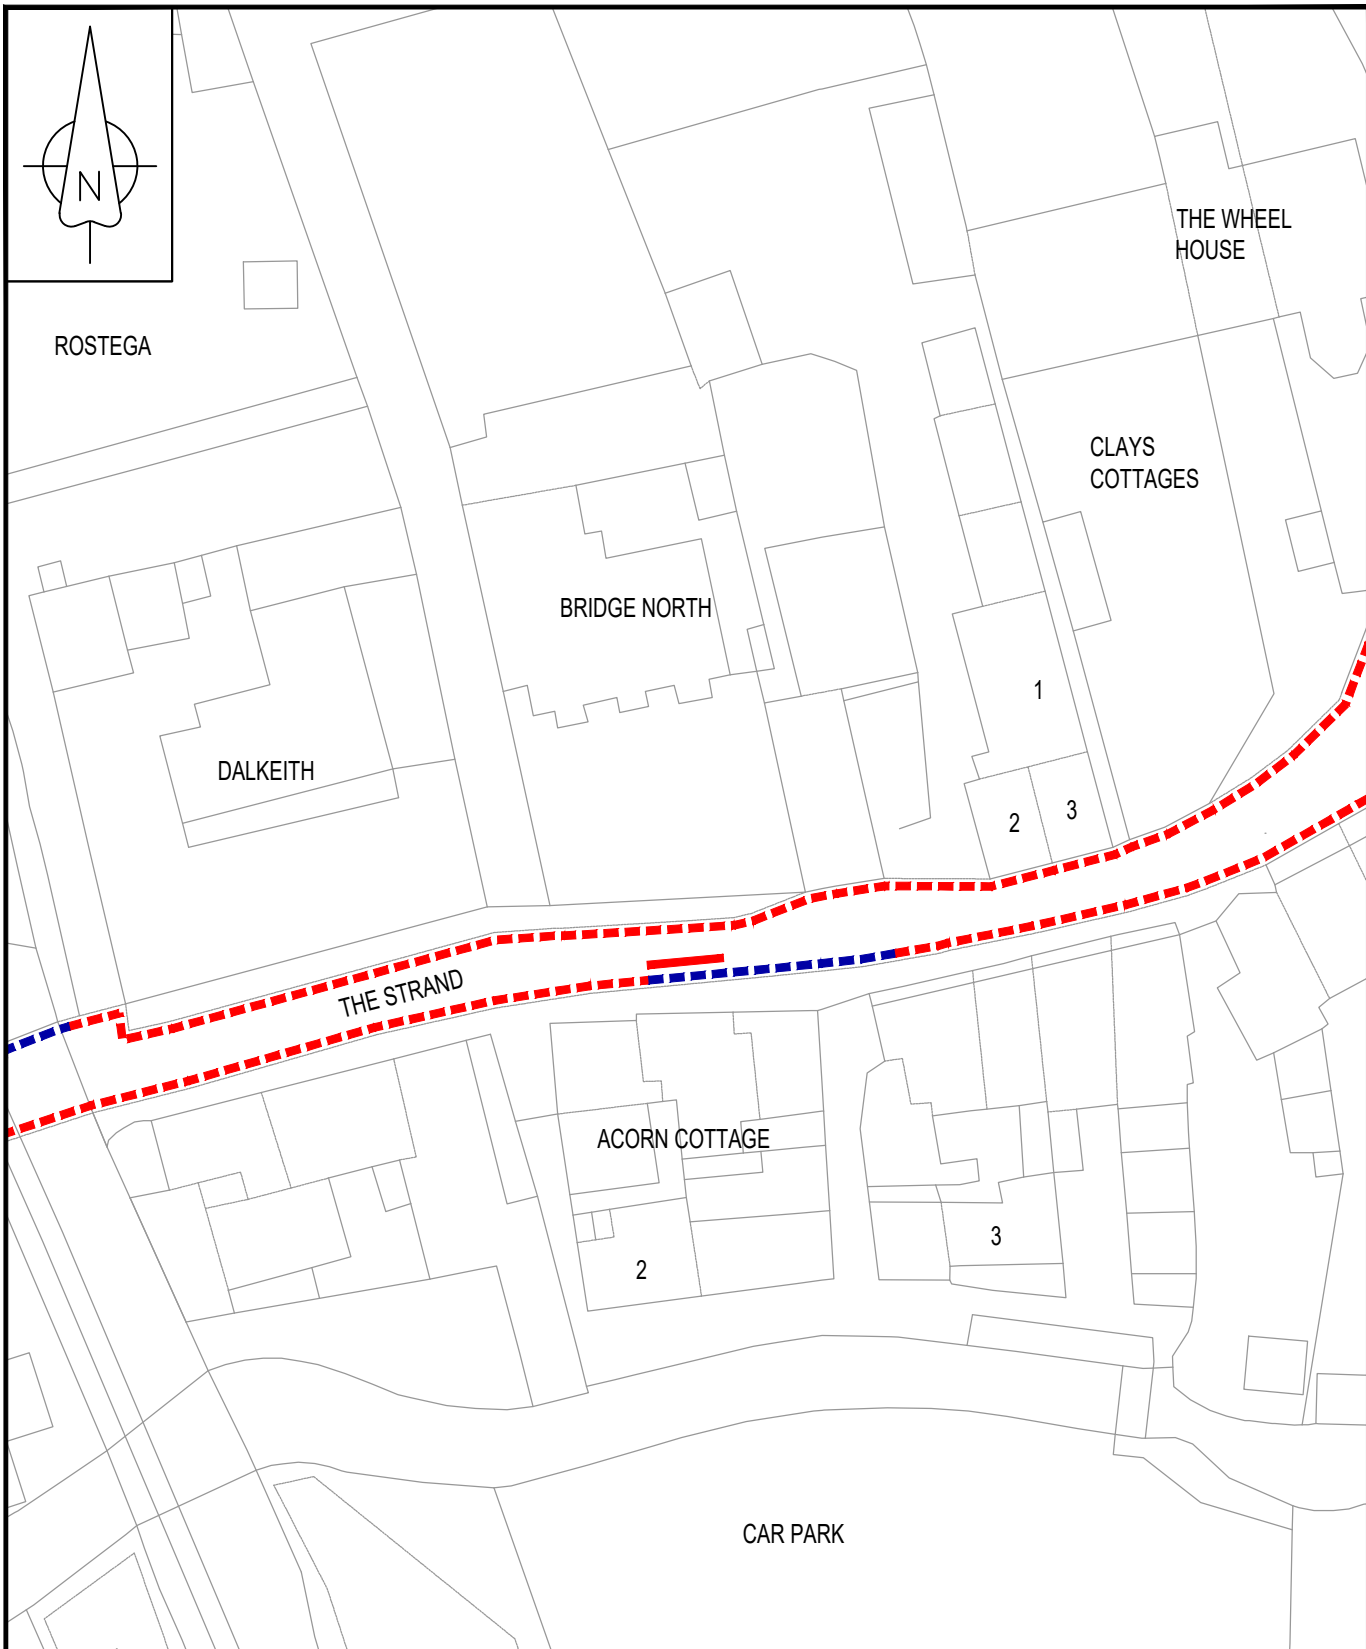 N
THE WHEEL
HOUSE
ROSTEGA
CLAYS
COTTAGES
BRIDGE NORTH
1
DALKEITH
2
3
THE STRAND
ACORN COTTAGE
3
2
CAR PARK